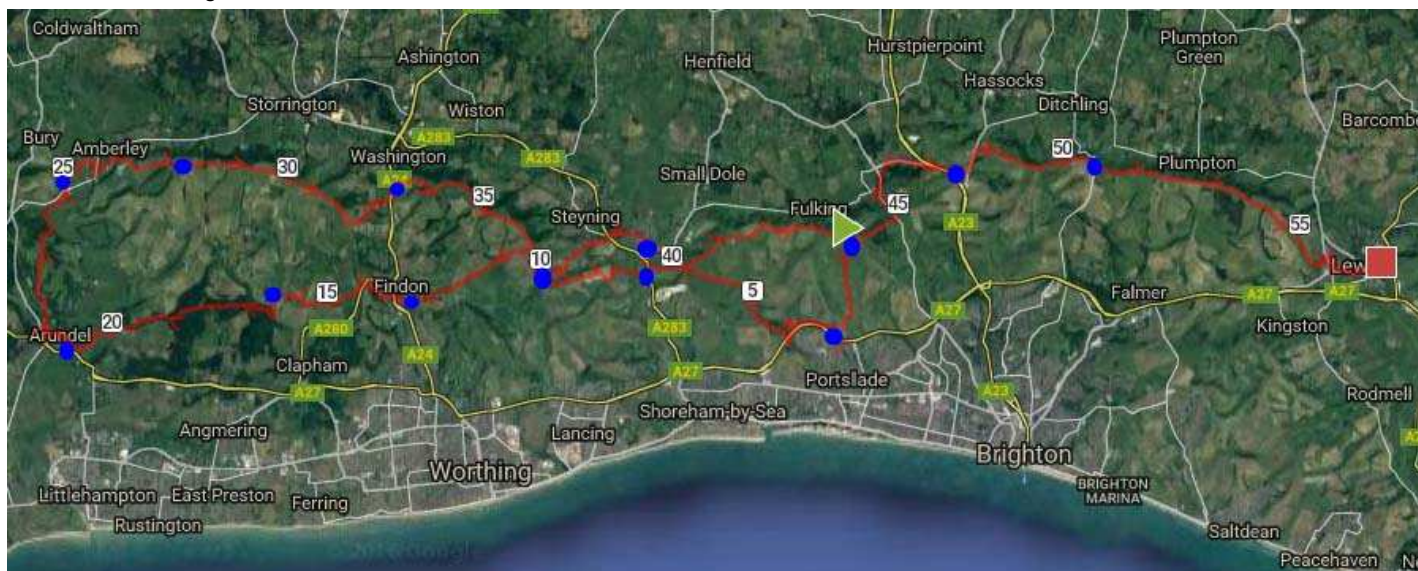 Coldwaltham
Ashington
Henfield
Hurstpierpoint
Plumpton
Green
Hassocks
Storrington
Wiston
Ditchling
Barcombe
Bury
Amberley
A283
Washington
A283
50
Plumpton
25
30
Small Dole
A24
35
Fulking
45
Steyning
A23
55
10
40
Lew
5
15
Findon
Falmer
A27
A27
20
A27
Arundel
A280
A283
Kingston
Clapham
A24
A27
Portslade
A27
Shoreham-by-Sea
A23
Rodmell
Angmering
Lancing
Brighton
Worthing
BRIGHTON
MARINA
Littlehampton
East Preston
Ferring
Rustington
Saltdean
Peacehaven